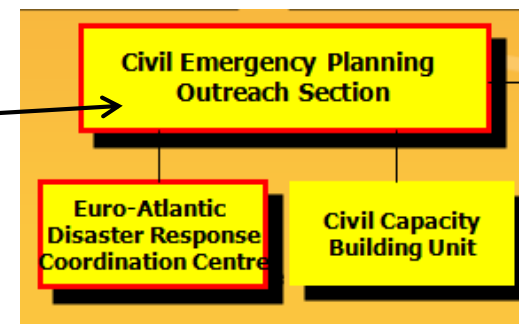 Civil Emergency Planning
Outreach Section
Euro-Atlantic
Disaster Response
Coordination Centre
Civil Capacity
Building Unit